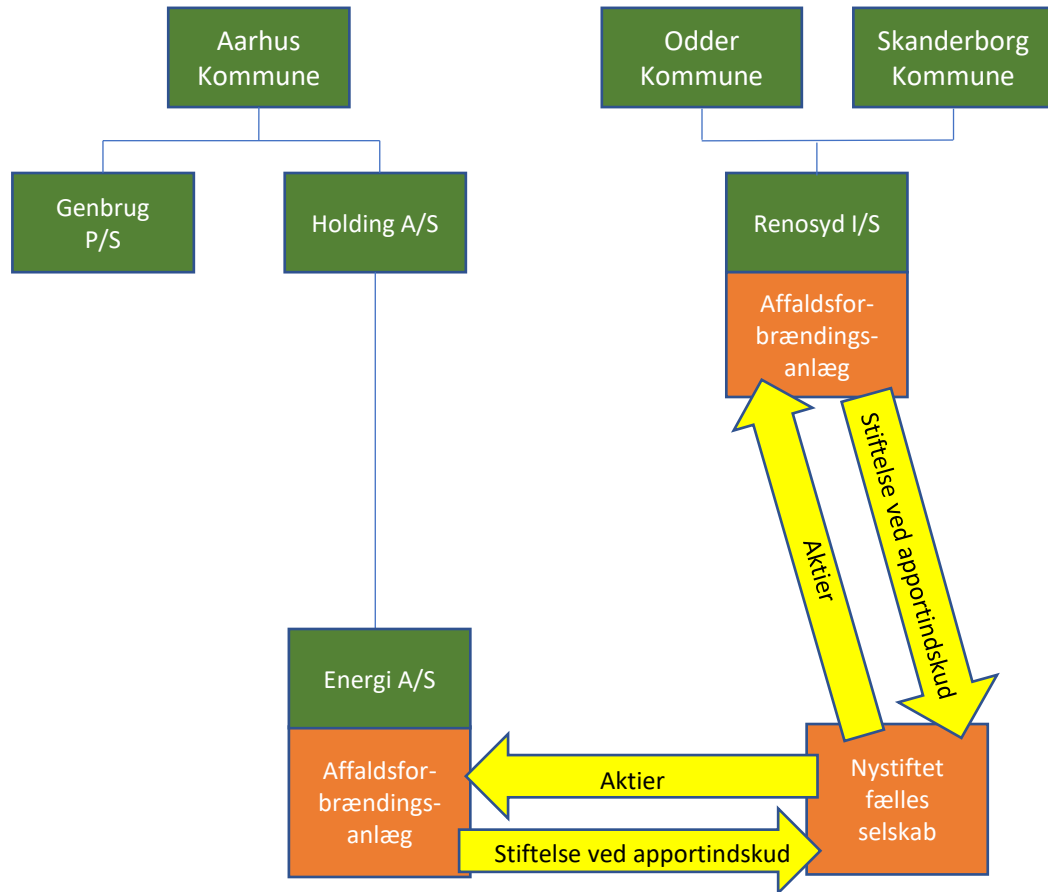 Aarhus
Kommune
Odder
Kommune
Skanderborg
Kommune
Genbrug
P/S
Holding A/S
Renosyd I/S
Affaldsfor-
brændings-
anlæg
Stiftelse ved apportindskud
Aktier
Energi A/S
Affaldsfor-
brændings-
anlæg
Aktier
Stiftelse ved apportindskud
Nystiftet
fælles
selskab